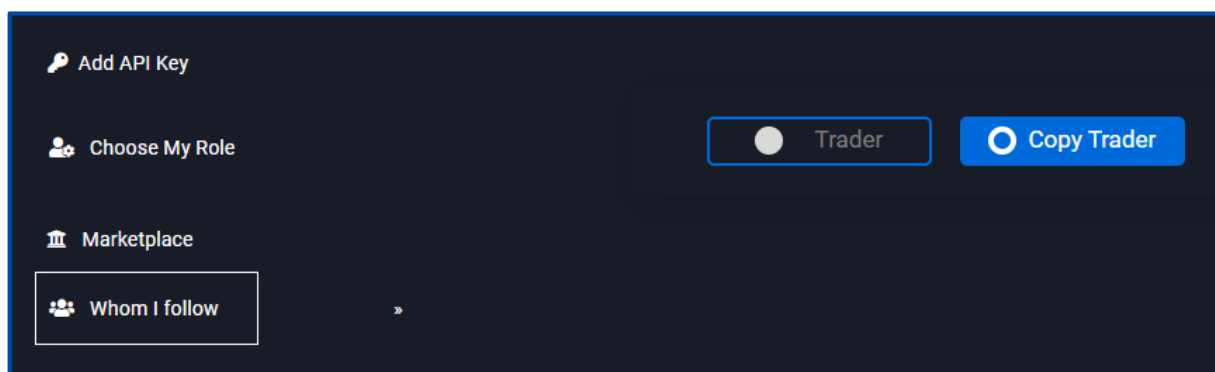 Add API Key
Choose My Role
Trader
Copy Trader
Marketplace
Whom I follow »